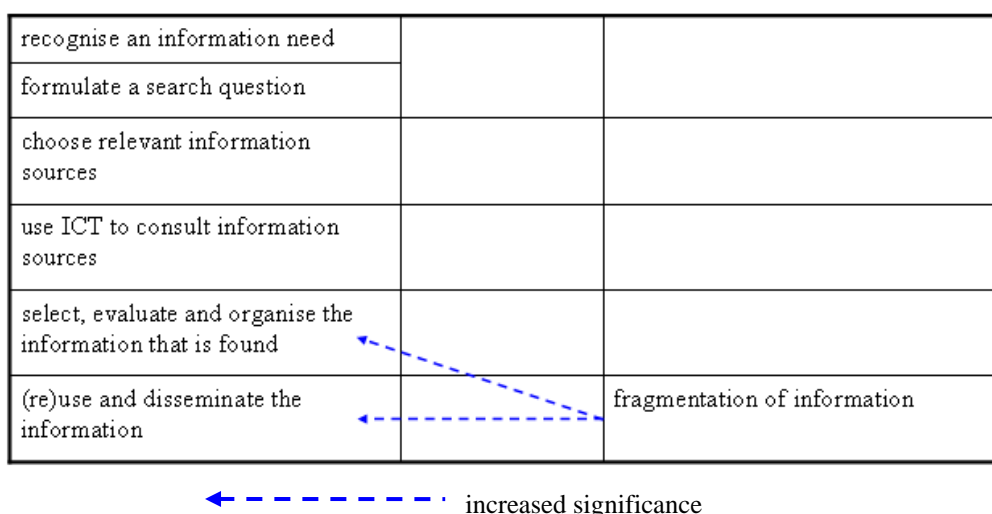 recognise an information need
formulate a search question
choose relevant information
sources
use ICT to consult information
sources
select, evaluate and organise the
information that is found
(re)use and disseminate the
information
fragmentation of information
increased significance